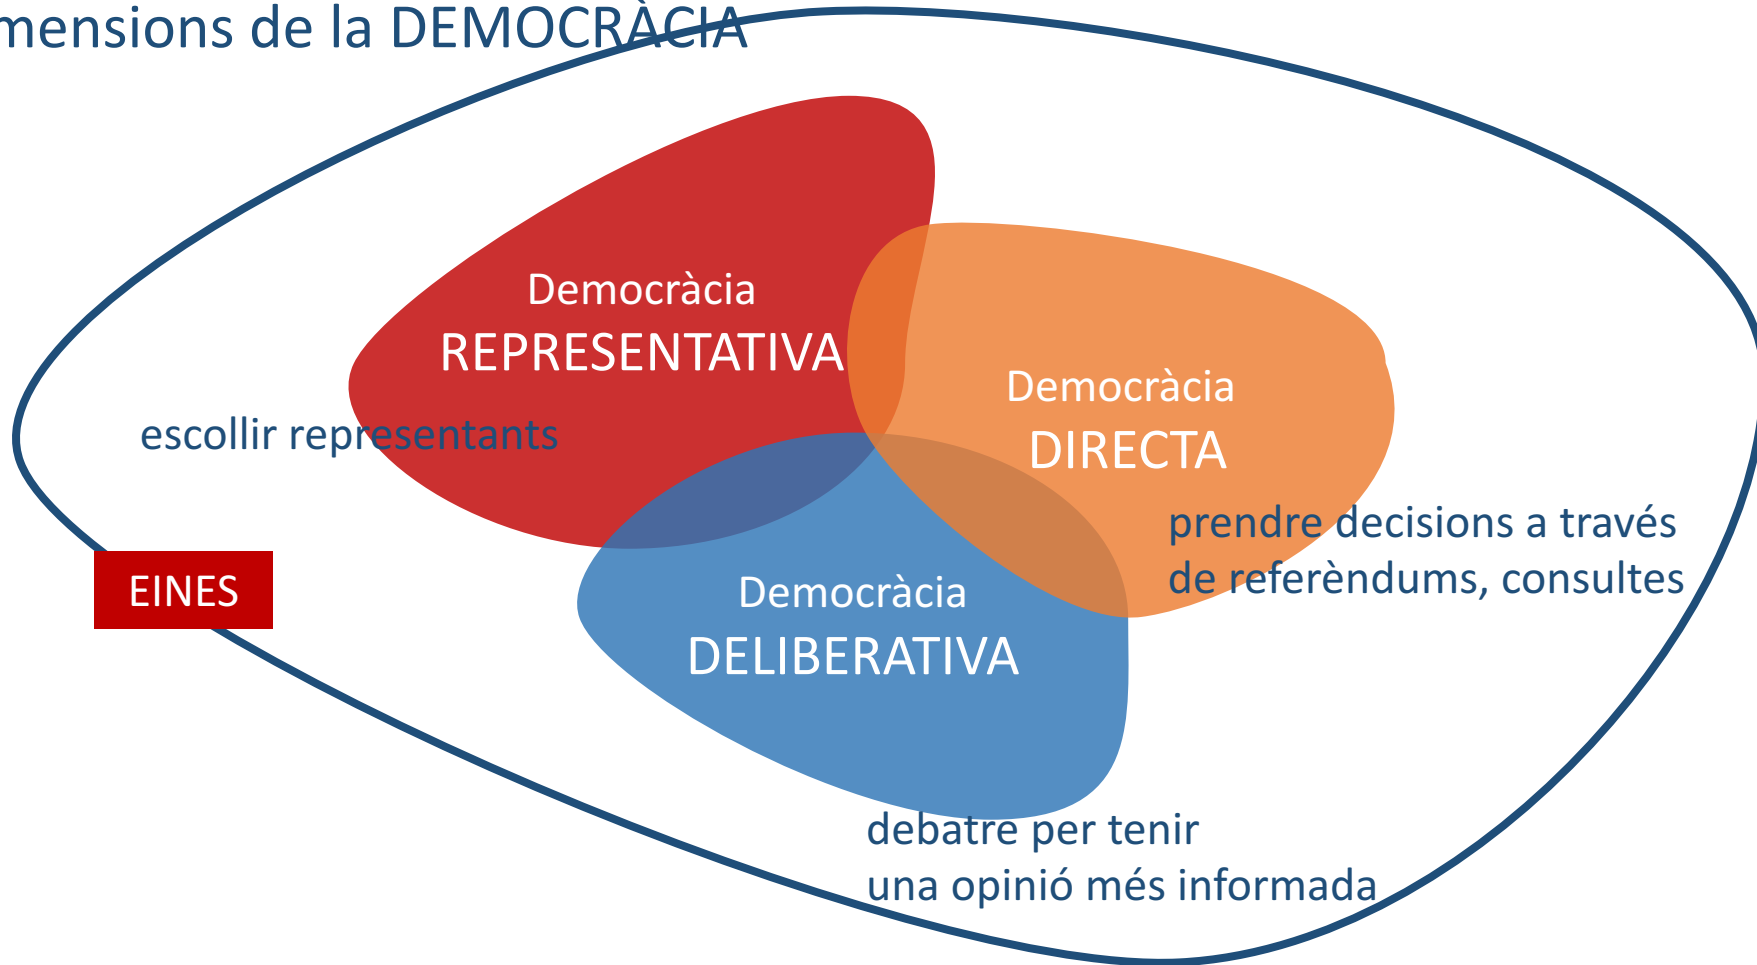 mensions de la DEMOCRÀCIA
Democràcia
REPRESENTATIVA
escollir representants
Democràcia
DIRECTA
prendre decisions a través
de referèndums, consultes
EINES
Democràcia
DELIBERATIVA
debatre per tenir
una opinió més informada